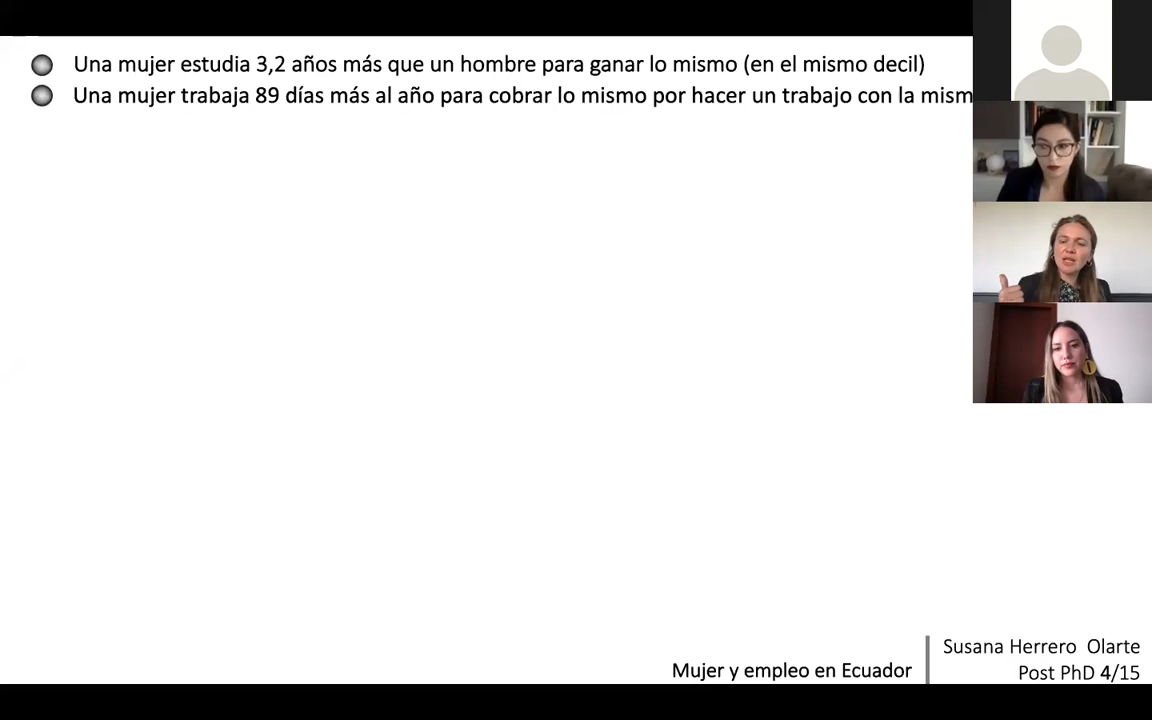 Una mujer estudia 3,2 años más que un hombre para ganar lo mismo (en el mismo decil)
Una mujer trabaja 89 días más al año para cobrar lo mismo por hacer un trabajo con la mism
Mujer y empleo en Ecuador
Susana Herrero Olarte
Post PhD 4/15